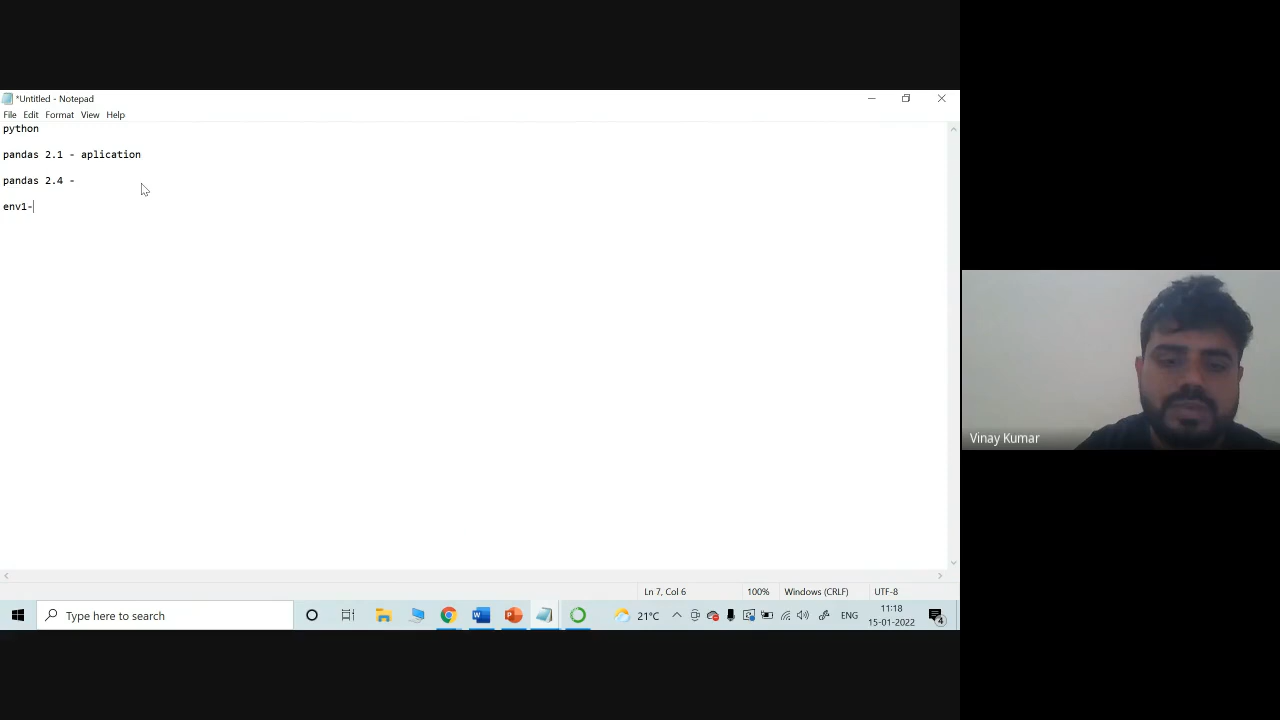 *Untitled - Notepad
File Edit Format View Help
python
pandas 2.1 - aplication
pandas 2.4 -
env1-
Vinay Kumar
Ln 7, Col 6 100% Windows (CRLF) UTF-8
Type here to search
21°C
ENG
11:18
15-01-2022
4